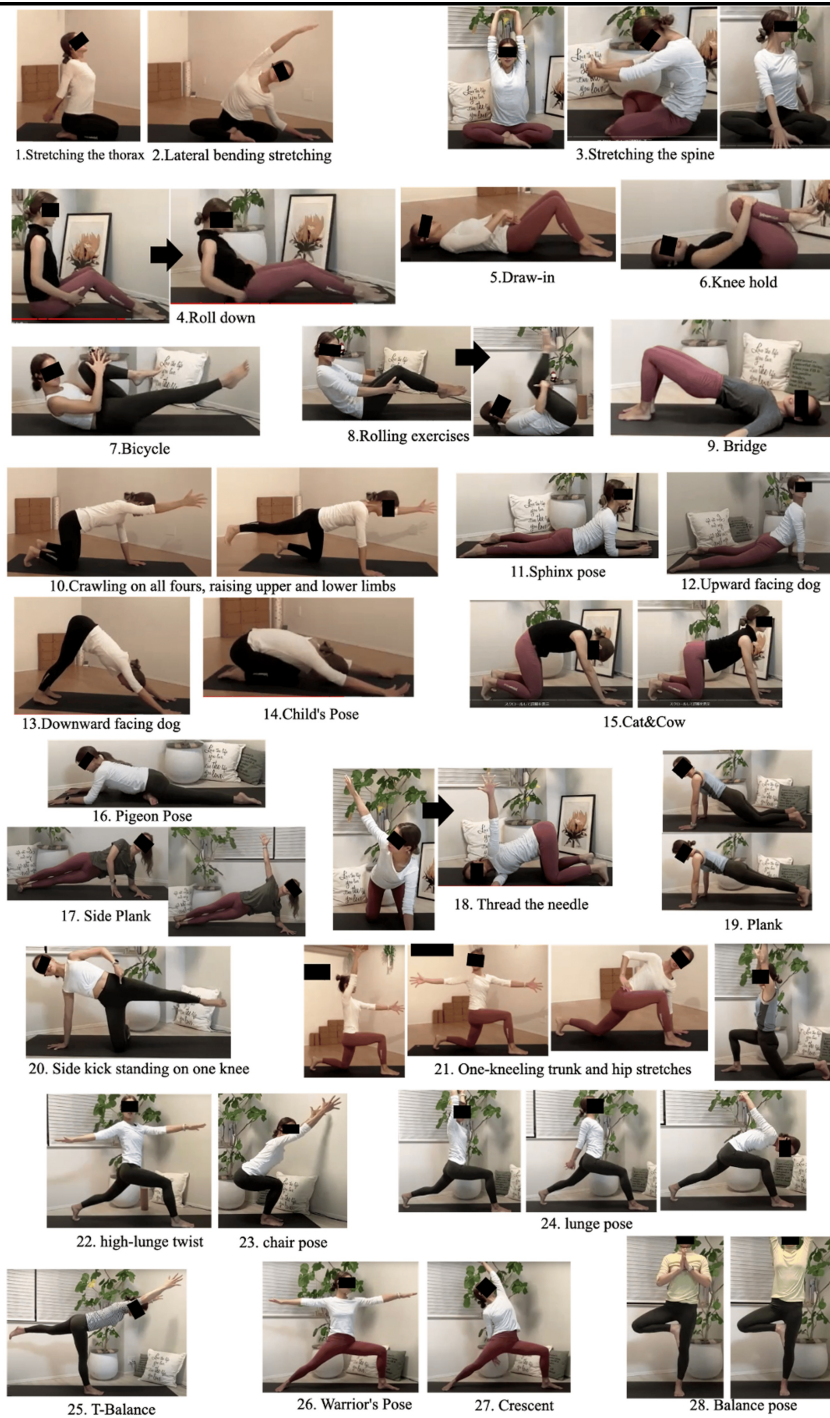 1.Stretching the thorax
2.Lateral bending stretching
3.Stretching the spine
4.Roll down
5.Draw-in
6.Knee hold
7.Bicycle
8.Rolling exercises
9. Bridge
10.Crawling on all fours, raising upper and lower limbs
11.Sphinx pose
12.Upward facing dog
13.Downward facing dog
14.Child's Pose
15.Cat&Cow
16. Pigeon Pose
17. Side Plank
18. Thread the needle
19. Plank
20. Side kick standing on one knee
21. One-kneeling trunk and hip stretches
22. high-lunge twist
23. chair pose
24. lunge pose
25. T-Balance
26. Warrior's Pose
27. Crescent
28. Balance pose